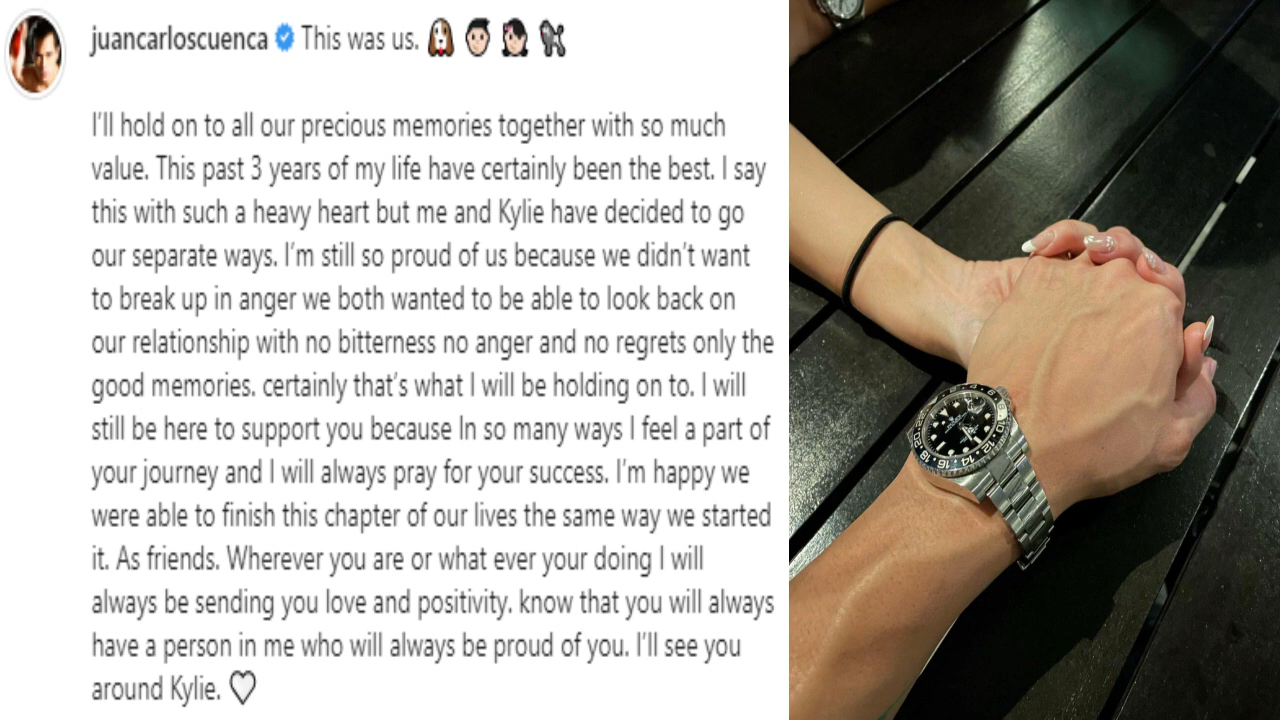 juancarloscuenca This was us.
I'll hold on to all our precious memories together with so much
value. This past 3 years of my life have certainly been the best. I say
this with such a heavy heart but me and Kylie have decided to go
our separate ways. I'm still so proud of us because we didn't want
to break up in anger we both wanted to be able to look back on
our relationship with no bitterness no anger and no regrets only the
good memories. certainly that's what I will be holding on to. I will
still be here to support you because In so many ways I feel a part of
your journey and I will always pray for your success. I'm happy we
were able to finish this chapter of our lives the same way we started
it. As friends. Wherever you are or what ever your doing I will
always be sending you love and positivity. know that you will always
have a person in me who will always be proud of you. I'll see you
around Kylie. ♡